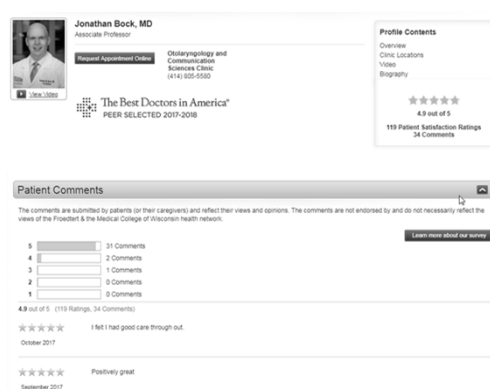 Jonathan Bock, MD
Associate Professor
Request Appointment Online
Otolaryngology and
Communication
Sciences Clinic
(414) 805-5580
View Video
The Best Doctors in America®
PEER SELECTED 2017-2018
Profile Contents
Overview
Clinic Locations
Video
Biography
4.9 out of 5
119 Patient Satisfaction Ratings
34 Comments
Patient Comments
The comments are submitted by patients (or their caregivers) and reflect their views and opinions. The comments are not endorsed by and do not necessarily reflect the
views of the Froedtert & the Medical College of Wisconsin health network.
Learn more about our survey
5 31 Comments
4 2 Comments
3 1 Comments
2 0 Comments
1 0 Comments
4.9 out of 5 (119 Ratings, 34 Comments)
I felt I had good care through out.
October 2017
Positively great
September 2017